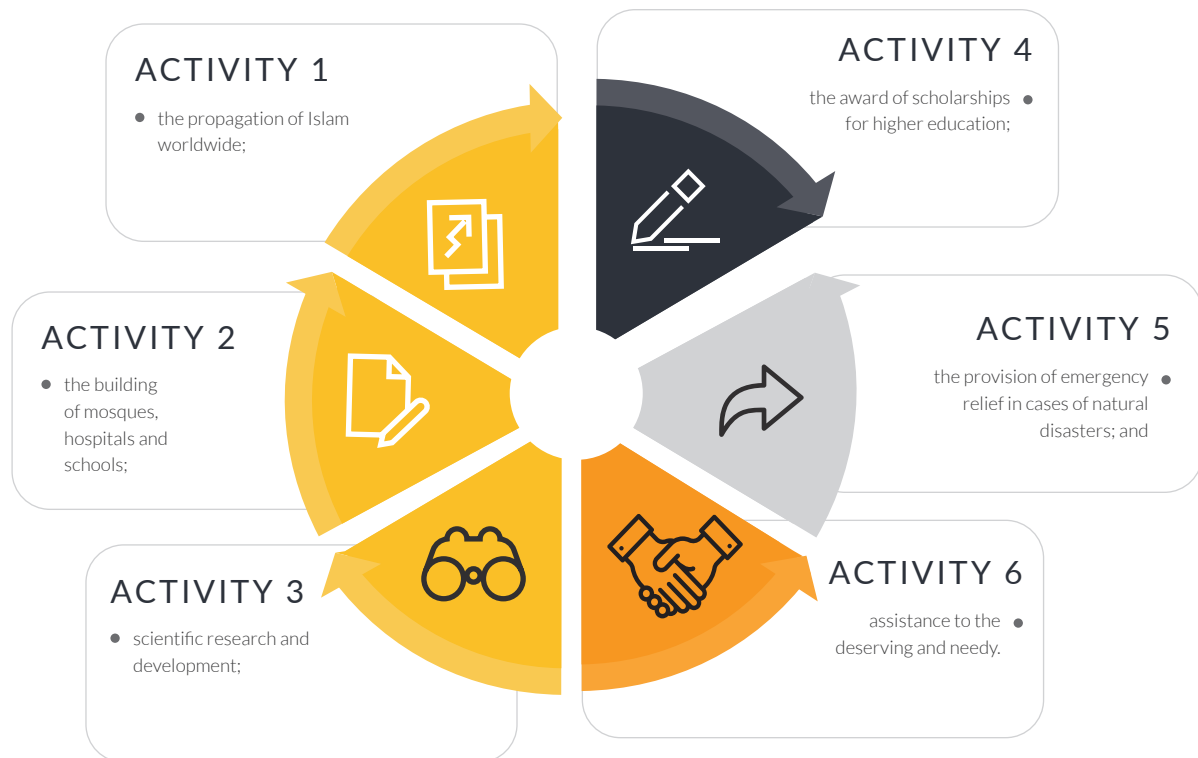 ACTIVITY 1
• the propagation of Islam
worldwide;
ACTIVITY 2
• the building
of mosques,
hospitals and
schools;
ACTIVITY 3
• scientific research and
development;
ACTIVITY 4
the award of scholarships •
for higher education;
ACTIVITY 5
the provision of emergency •
relief in cases of natural
disasters; and
ACTIVITY 6
assistance to the •
deserving and needy.